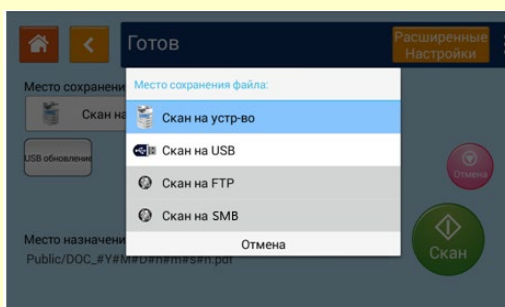 Готов
Расширенные
Настройки
Место сохранени
Место сохранения файла:
Скан на
Скан на устр-во
USB обновление
Скан на USB
Скан на FTP
Отмена
Скан на SMB
Место назначени
Отмена
Скан
Public/DOC_#Y#M#D#h#m#s#n.pdf